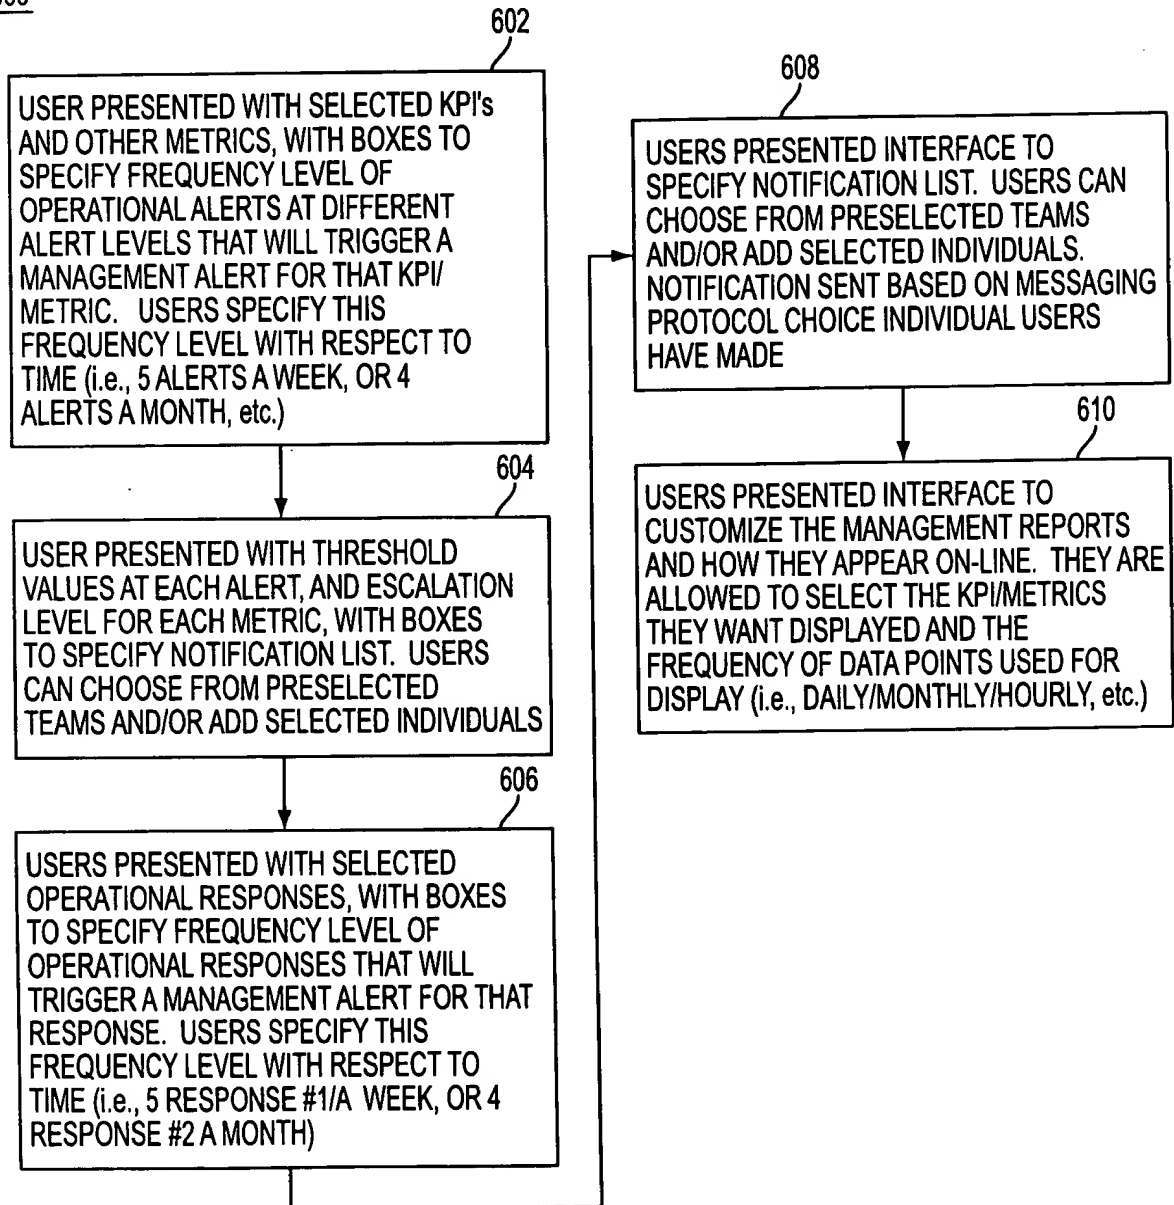 602
USER PRESENTED WITH SELECTED KPI's
AND OTHER METRICS, WITH BOXES TO
SPECIFY FREQUENCY LEVEL OF
OPERATIONAL ALERTS AT DIFFERENT
ALERT LEVELS THAT WILL TRIGGER A
MANAGEMENT ALERT FOR THAT KPI/
METRIC. USERS SPECIFY THIS
FREQUENCY LEVEL WITH RESPECT TO
TIME (i.e., 5 ALERTS A WEEK, OR 4
ALERTS A MONTH, etc.)
604
USER PRESENTED WITH THRESHOLD
VALUES AT EACH ALERT, AND ESCALATION
LEVEL FOR EACH METRIC, WITH BOXES
TO SPECIFY NOTIFICATION LIST. USERS
CAN CHOOSE FROM PRESELECTED
TEAMS AND/OR ADD SELECTED INDIVIDUALS
606
USERS PRESENTED WITH SELECTED
OPERATIONAL RESPONSES, WITH BOXES
TO SPECIFY FREQUENCY LEVEL OF
OPERATIONAL RESPONSES THAT WILL
TRIGGER A MANAGEMENT ALERT FOR THAT
RESPONSE. USERS SPECIFY THIS
FREQUENCY LEVEL WITH RESPECT TO
TIME (i.e., 5 RESPONSE #1/A WEEK, OR 4
RESPONSE #2 A MONTH)
608
USERS PRESENTED INTERFACE TO
SPECIFY NOTIFICATION LIST. USERS CAN
CHOOSE FROM PRESELECTED TEAMS
AND/OR ADD SELECTED INDIVIDUALS.
NOTIFICATION SENT BASED ON MESSAGING
PROTOCOL CHOICE INDIVIDUAL USERS
HAVE MADE
610
USERS PRESENTED INTERFACE TO
CUSTOMIZE THE MANAGEMENT REPORTS
AND HOW THEY APPEAR ON-LINE. THEY ARE
ALLOWED TO SELECT THE KPI/METRICS
THEY WANT DISPLAYED AND THE
FREQUENCY OF DATA POINTS USED FOR
DISPLAY (i.e., DAILY/MONTHLY/HOURLY, etc.)